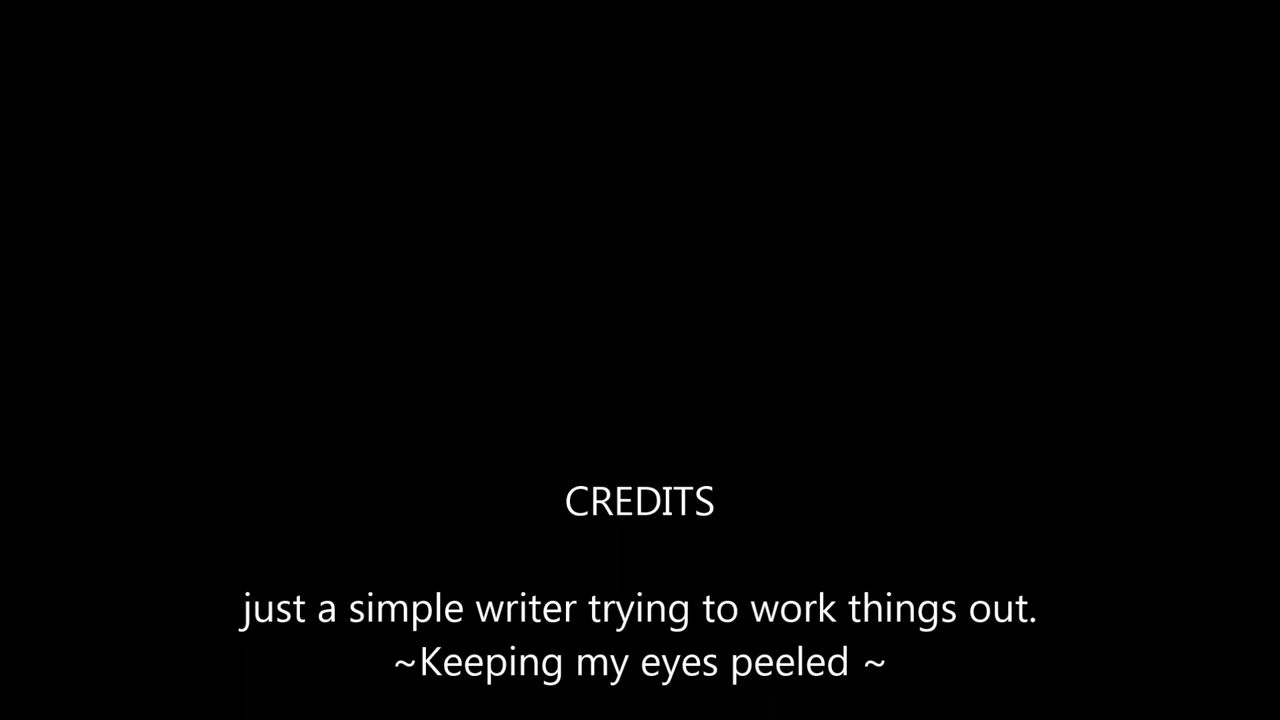 CREDITS
just a simple writer trying to work things out.
~Keeping my eyes peeled ~